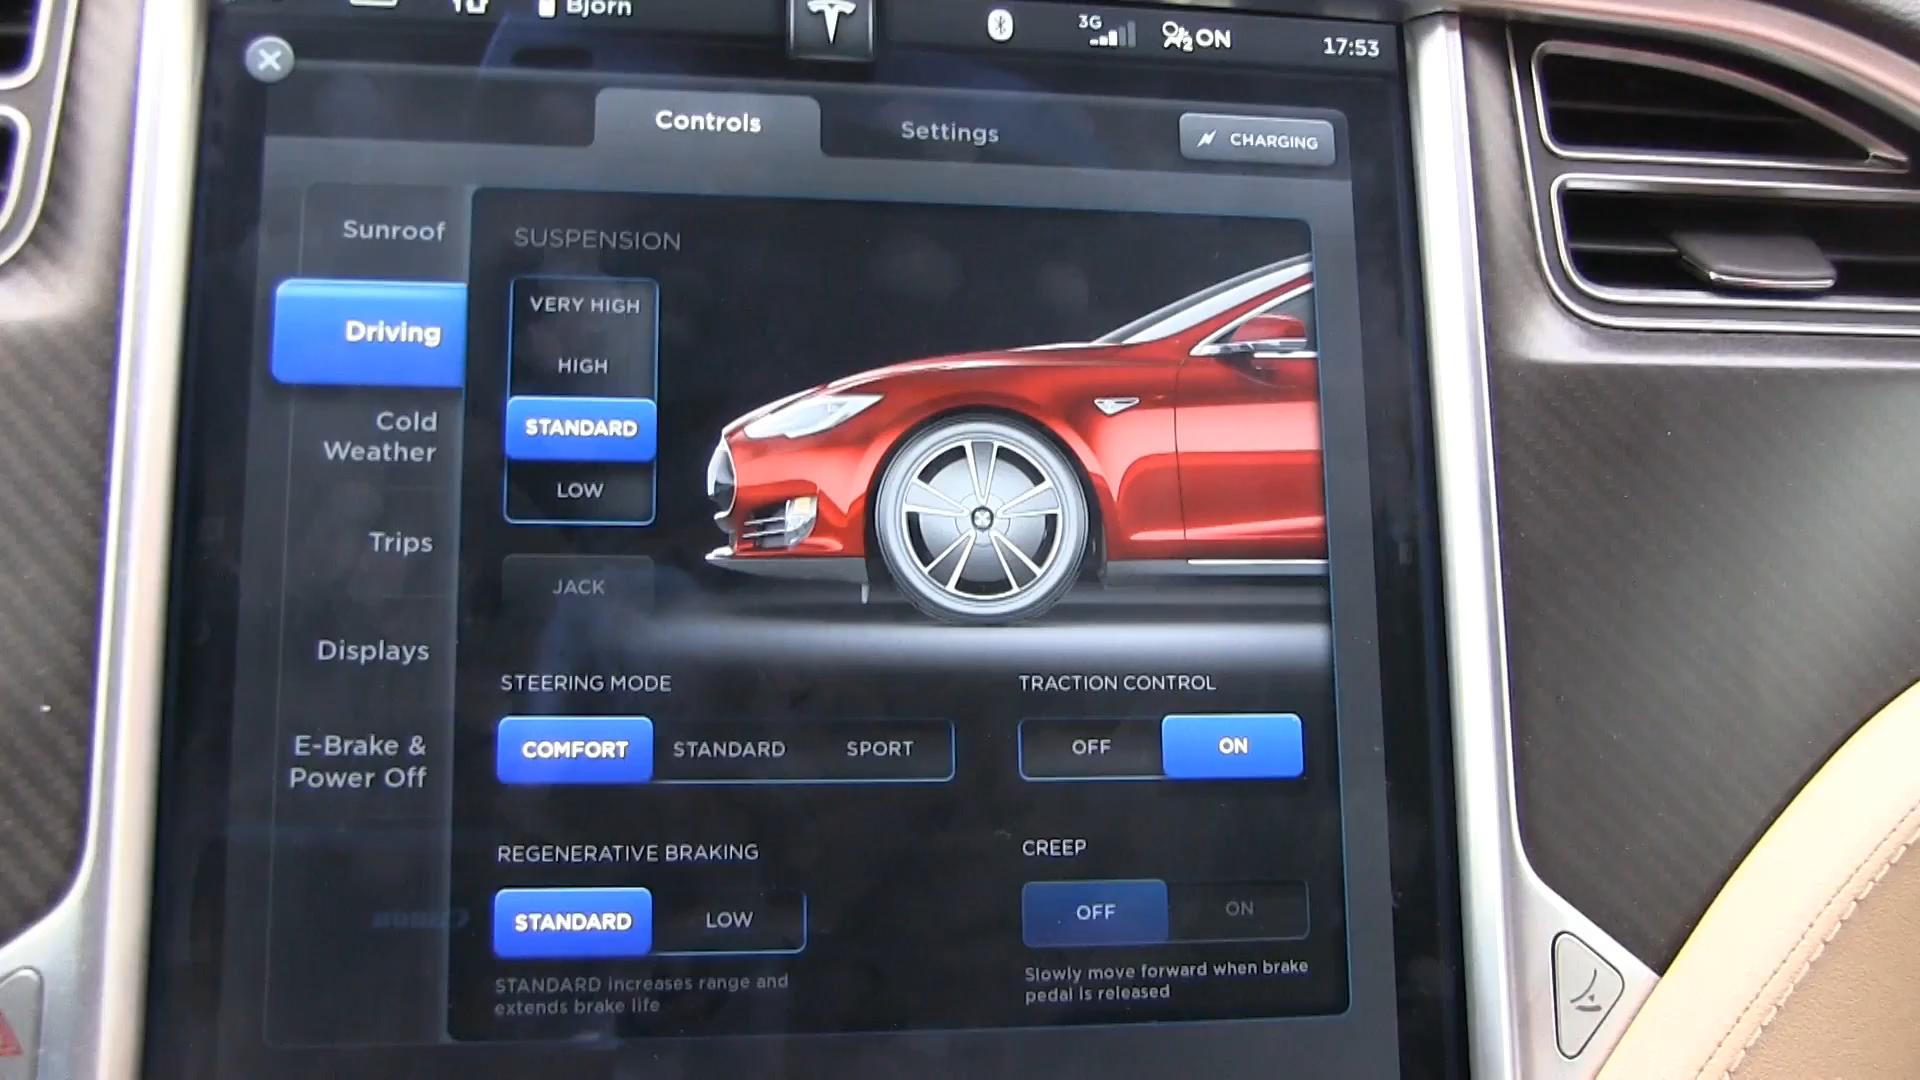 Bjorn
3G
ON
17:53
Controls
Settings
CHARGING
Sunroof
Driving
Cold
Weather
Trips
Displays
E-Brake &
Power Off
SUSPENSION
VERY HIGH
HIGH
STANDARD
LOW
JACK
STEERING MODE
COMFORT STANDARD SPORT
TRACTION CONTROL
OFF ON
REGENERATIVE BRAKING
STANDARD LOW
STANDARD increases range and
extends brake life
CREEP
OFF ON
Slowly move forward when brake
pedal is released